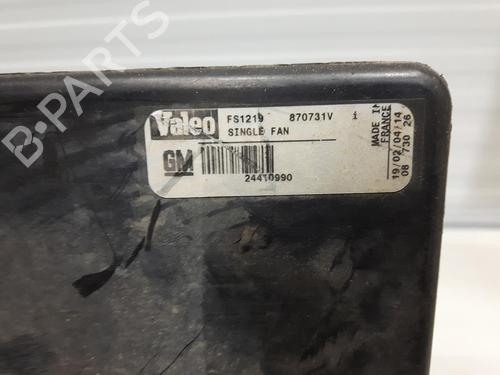 B-PARTS
Valeo FS1219 870731V i
SINGLE FAN
GM
24410990
MADE IN
FRANCE
19/02/04/14
08 730 26